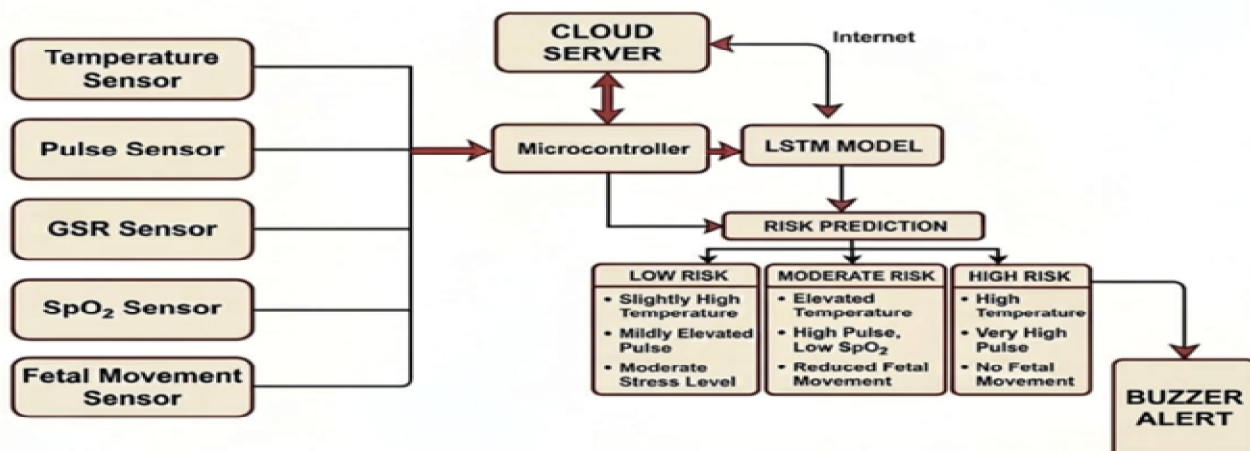 Temperature
Sensor
Pulse Sensor
GSR Sensor
SpO₂ Sensor
Fetal Movement
Sensor
CLOUD
SERVER
Internet
Microcontroller
LSTM MODEL
RISK PREDICTION
LOW RISK
• Slightly High
Temperature
• Mildly Elevated
Pulse
• Moderate
Stress Level
MODERATE RISK
• Elevated
Temperature
• High Pulse,
Low SpO₂
• Reduced Fetal
Movement
HIGH RISK
• High
Temperature
• Very High
Pulse
• No Fetal
Movement
BUZZER
ALERT